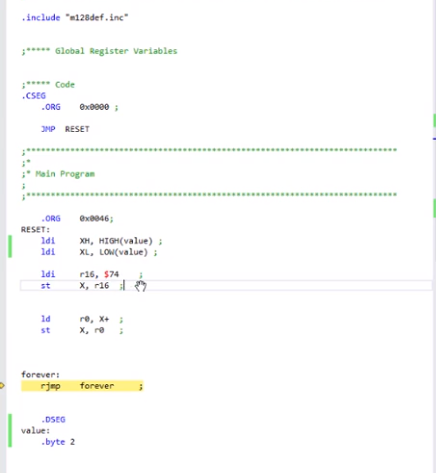 .include "m128def.inc"
;***** Global Register Variables
;***** Code
.CSEG
.ORG 0x0000 ;
JMP RESET
;***********************************************************************
;*
;* Main Program
;
;***********************************************************************
.ORG 0x0046;
RESET:
ldi XH, HIGH(value) ;
ldi XL, LOW(value) ;
ldi r16, $74 ;
st X, r16 ;
ld r0, X+ ;
st X, r0 ;
forever:
rjmp forever ;
.DSEG
value:
.byte 2